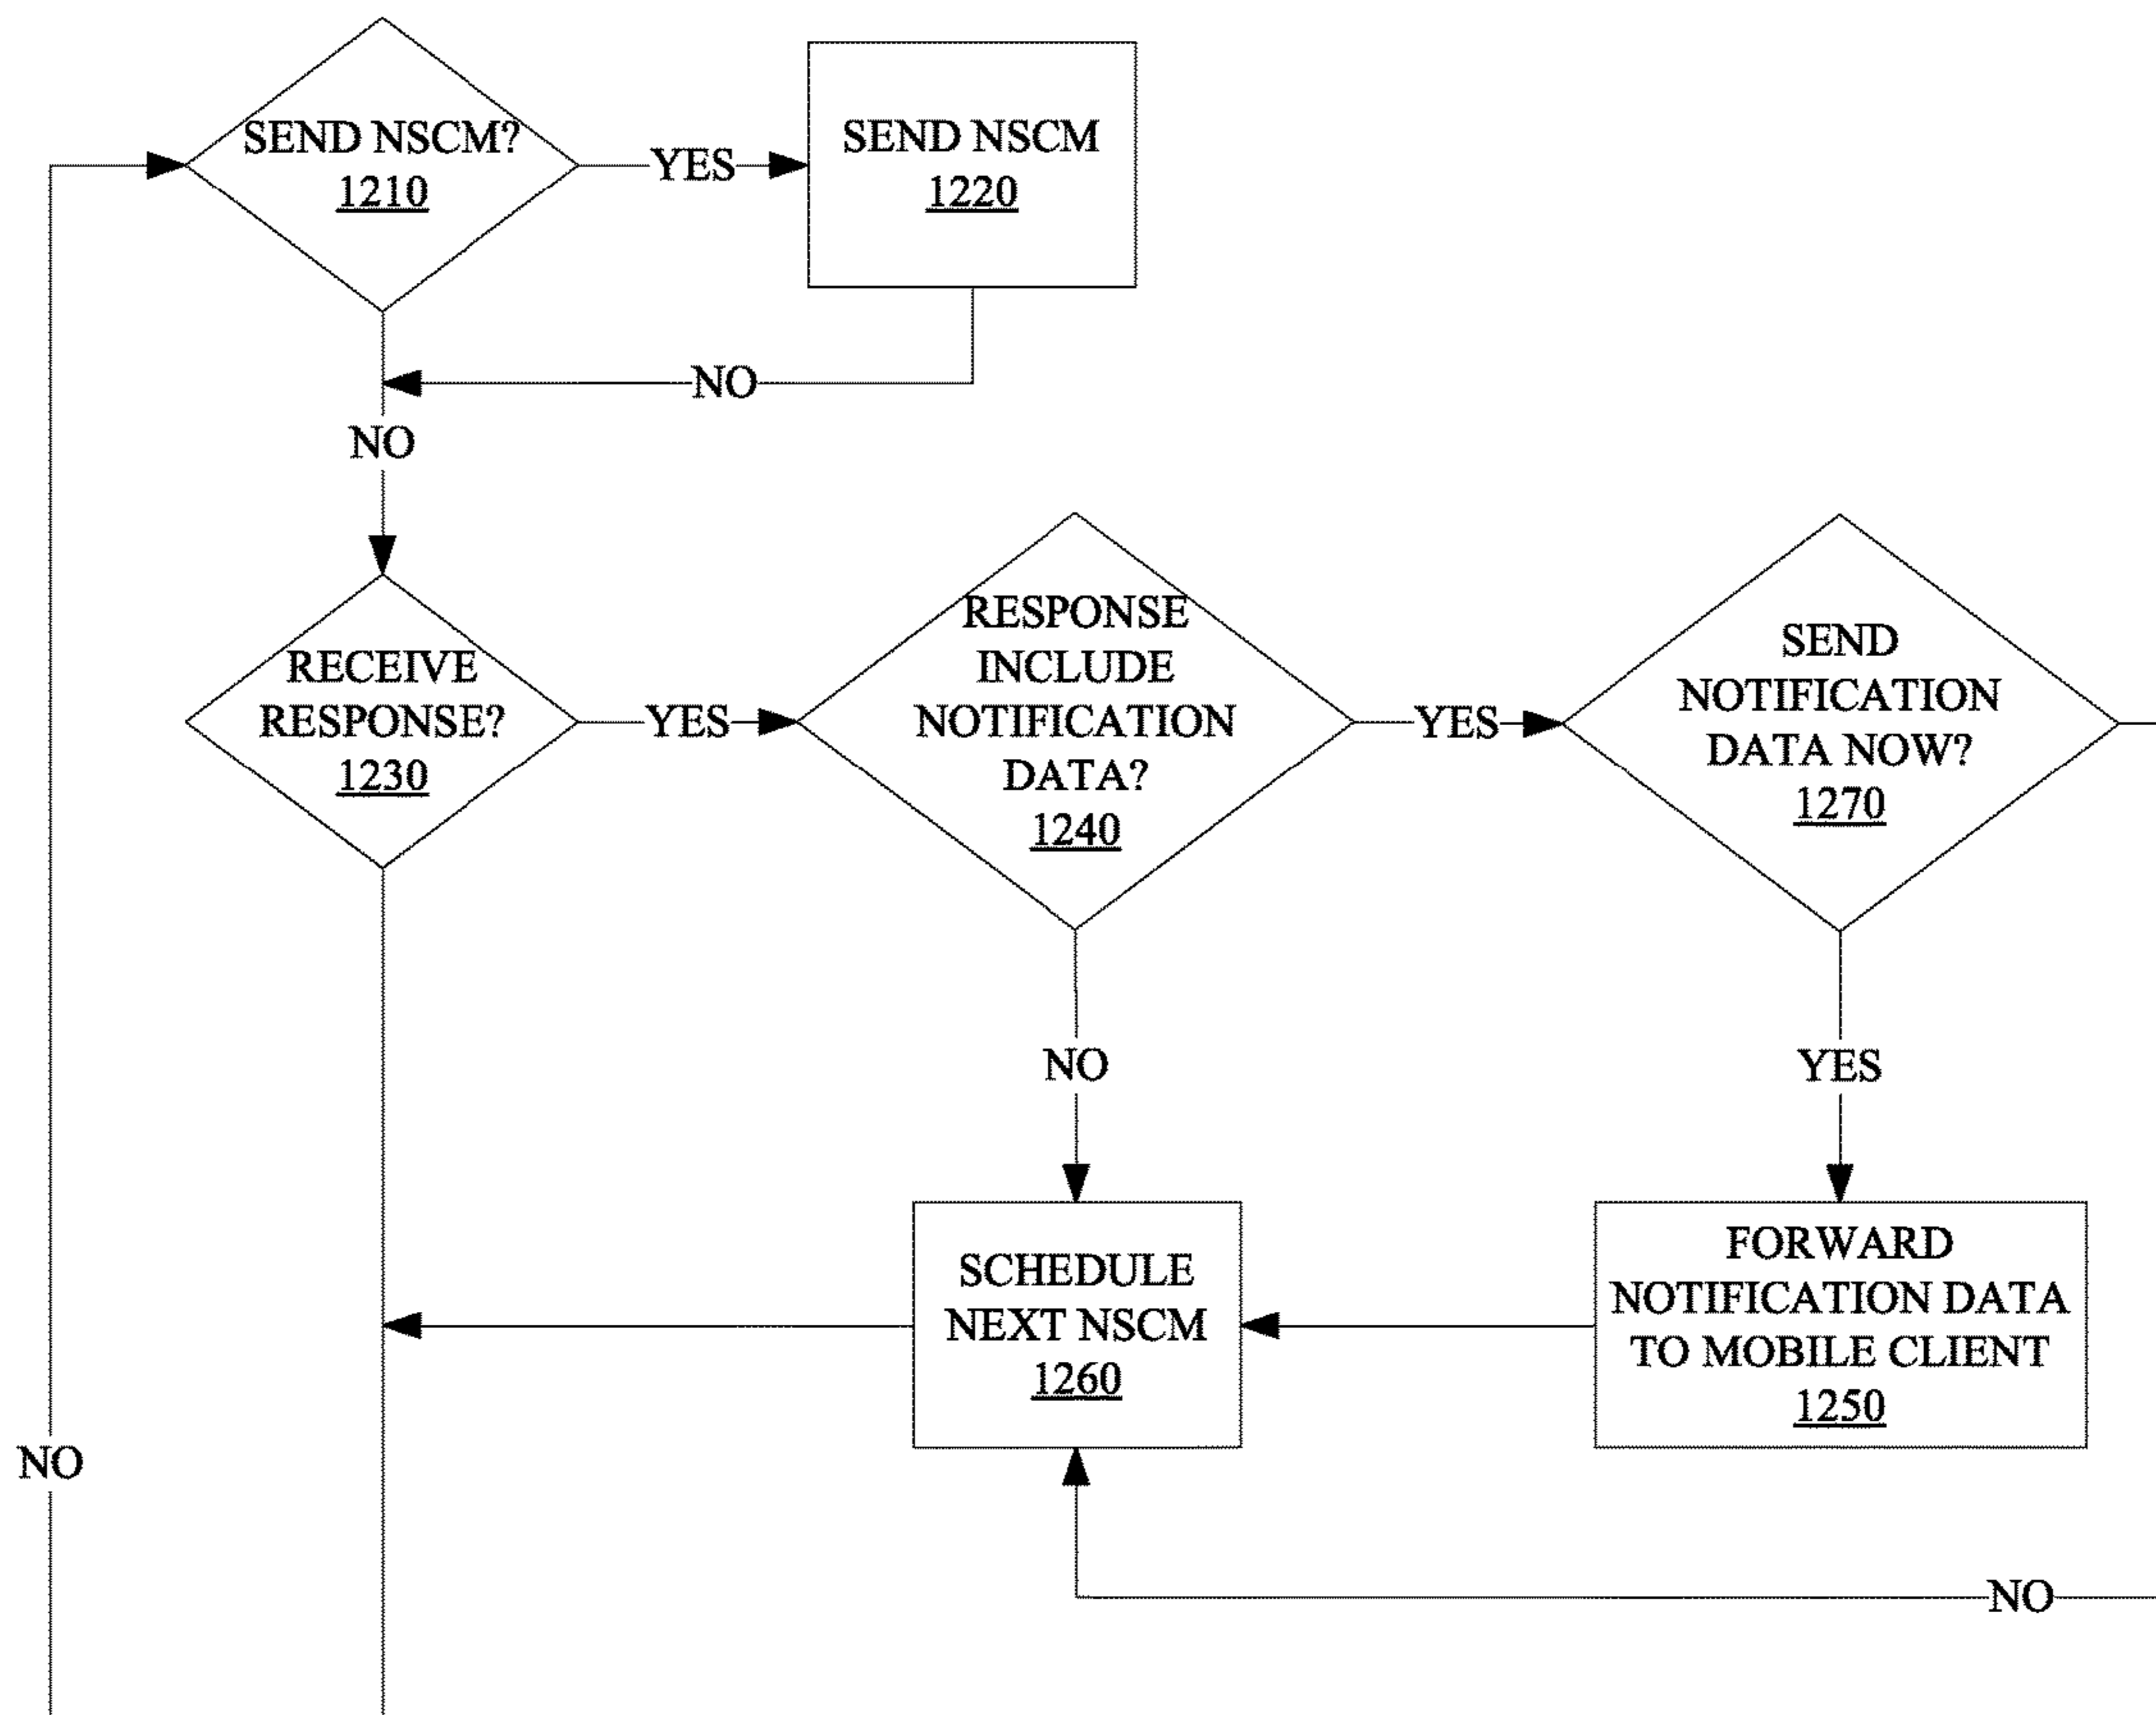 SEND NSCM?
1210
YES
SEND NSCM
1220
NO
NO
RECEIVE
RESPONSE?
1230
YES
RESPONSE
INCLUDE
NOTIFICATION
DATA?
1240
YES
SEND
NOTIFICATION
DATA NOW?
1270
NO
YES
SCHEDULE
NEXT NSCM
1260
FORWARD
NOTIFICATION DATA
TO MOBILE CLIENT
1250
NO
NO